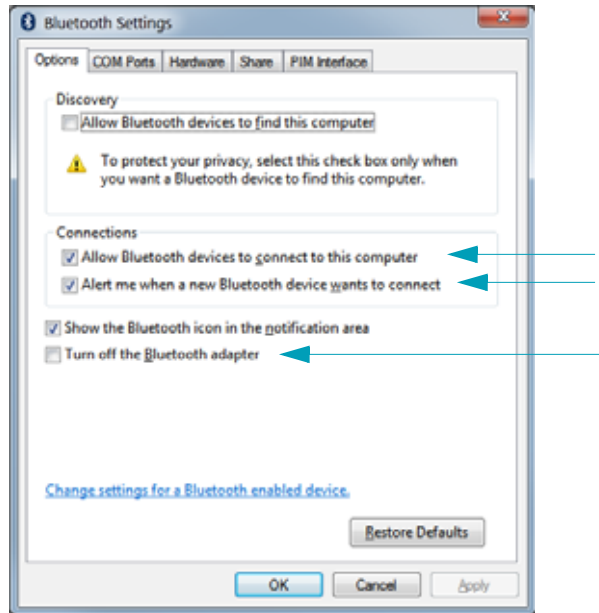 Bluetooth Settings
Options COM Ports Hardware Share PIM Interface
Discovery
Allow Bluetooth devices to find this computer
To protect your privacy, select this check box only when
you want a Bluetooth device to find this computer.
Connections
Allow Bluetooth devices to connect to this computer
Alert me when a new Bluetooth device wants to connect
Show the Bluetooth icon in the notification area
Turn off the Bluetooth adapter
Change settings for a Bluetooth enabled device.
Restore Defaults
OK Cancel Apply